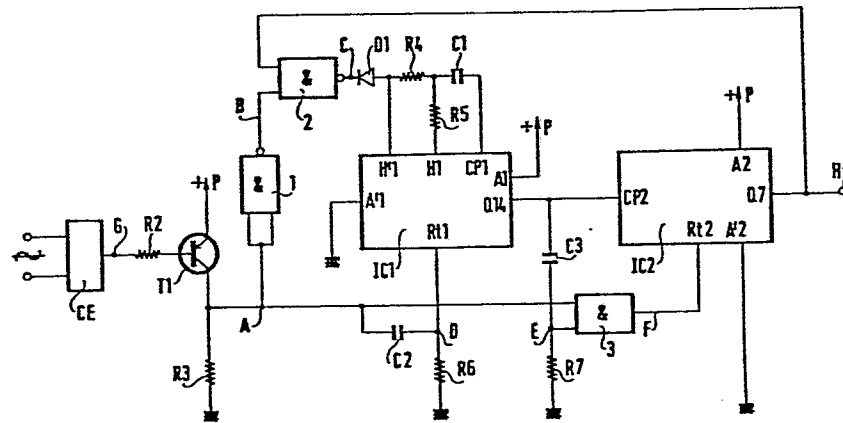 C
D1
R4
C1
&
2
B
R5
+P
+P
H'1
H1
CP1
A1
A'1
Q14
Rt1
IC1
A2
CP2
Q7
Rt2
A'2
IC2
&
1
+P
G
R2
T1
CE
C3
A
C2
D
E
&
3
F
R3
R6
R7